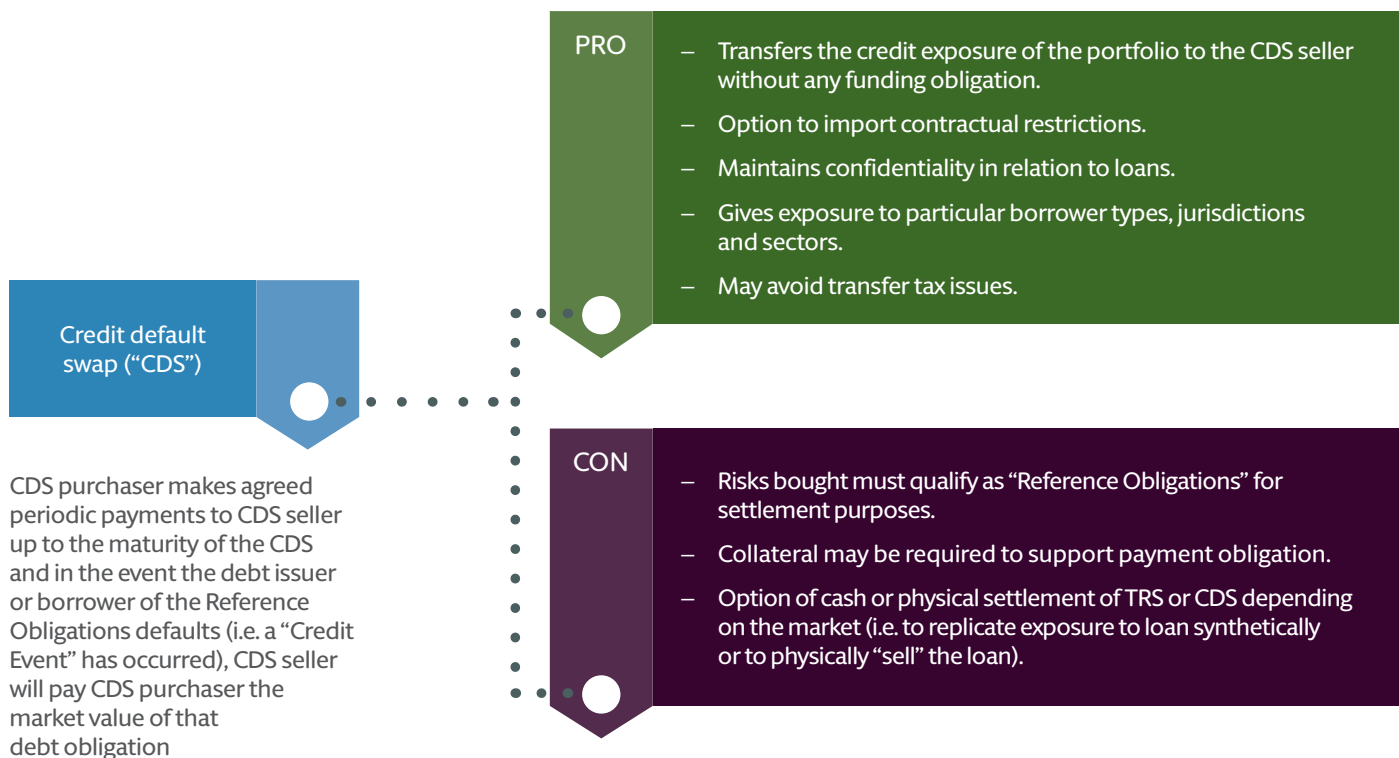 Credit default
swap (“CDS”)
CDS purchaser makes agreed
periodic payments to CDS seller
up to the maturity of the CDS
and in the event the debt issuer
or borrower of the Reference
Obligations defaults (i.e. a “Credit
Event” has occurred), CDS seller
will pay CDS purchaser the
market value of that
debt obligation
PRO
– Transfers the credit exposure of the portfolio to the CDS seller
without any funding obligation.
– Option to import contractual restrictions.
– Maintains confidentiality in relation to loans.
– Gives exposure to particular borrower types, jurisdictions
and sectors.
– May avoid transfer tax issues.
CON
– Risks bought must qualify as “Reference Obligations” for
settlement purposes.
– Collateral may be required to support payment obligation.
– Option of cash or physical settlement of TRS or CDS depending
on the market (i.e. to replicate exposure to loan synthetically
or to physically “sell” the loan).